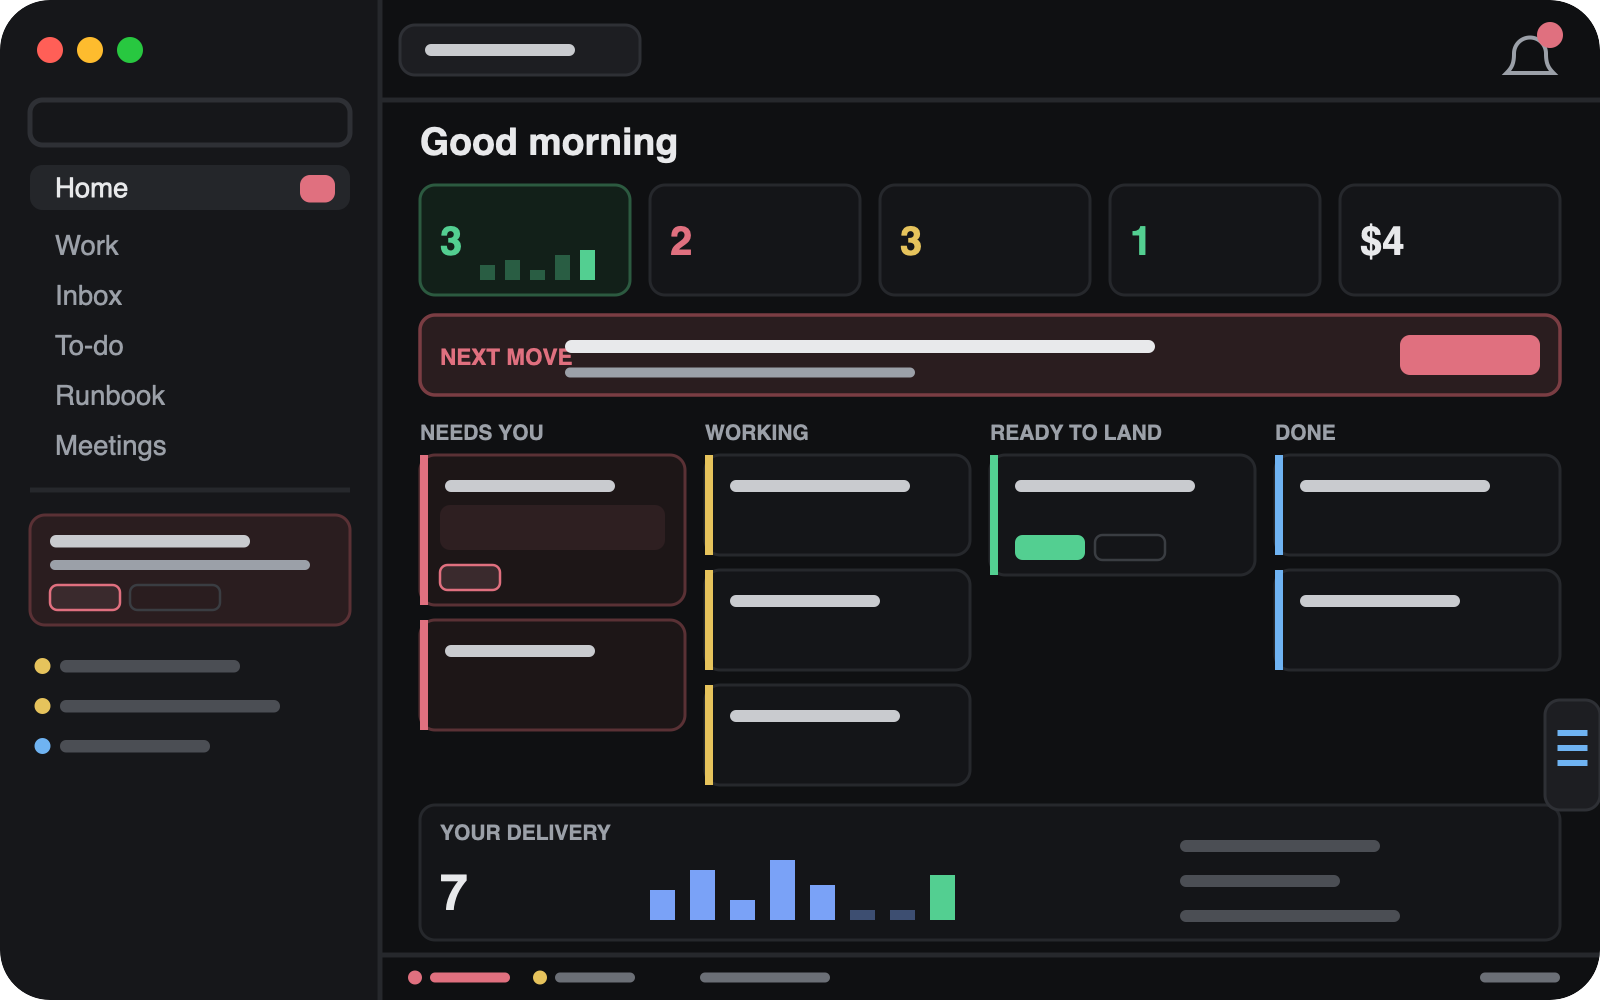 Good morning
Home
Work
Inbox
To-do
Runbook
Meetings
3
2
3
1
$4
NEXT MOVE
NEEDS YOU
WORKING
READY TO LAND
DONE
YOUR DELIVERY
7